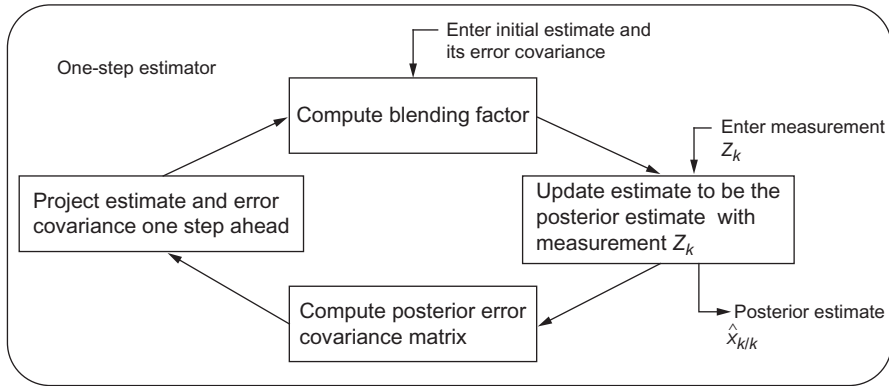 Enter initial estimate and
its error covariance
One-step estimator
Compute blending factor
Enter measurement
Z_k
Project estimate and error
covariance one step ahead
Update estimate to be the
posterior estimate with
measurement Z_k
Compute posterior error
covariance matrix
Posterior estimate
x̂_{k/k}